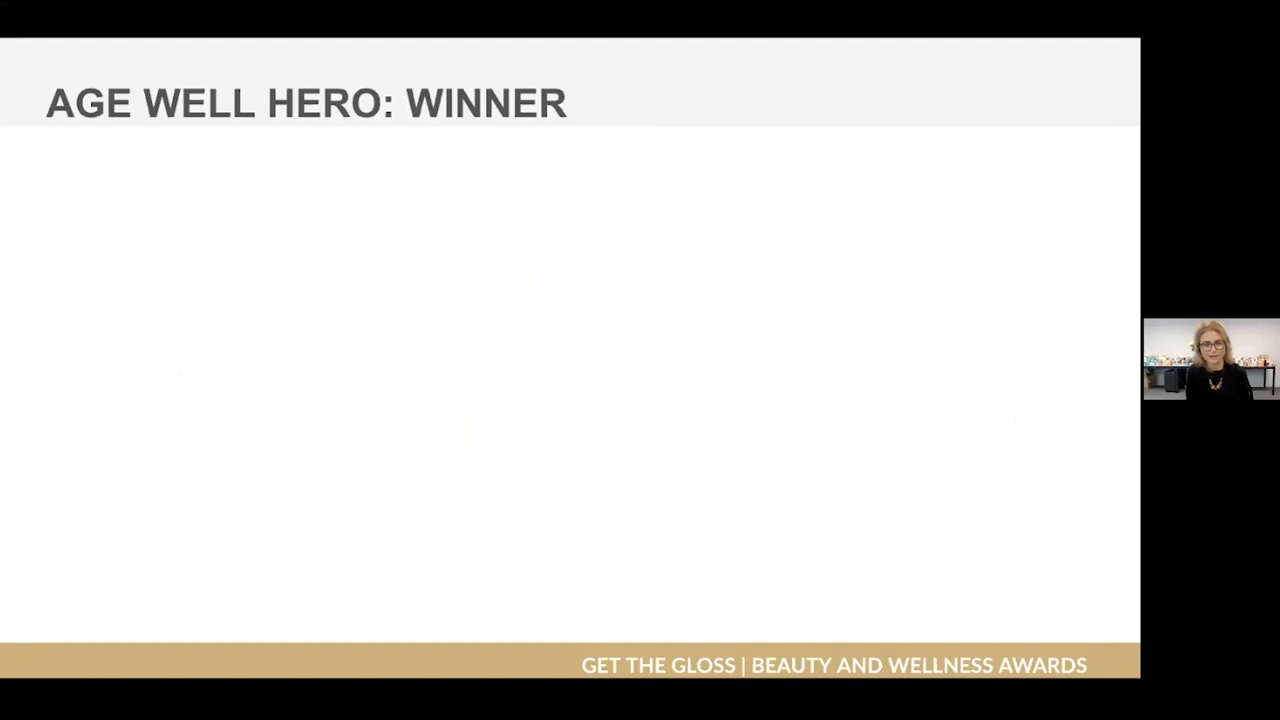 AGE WELL HERO: WINNER
GET THE GLOSS | BEAUTY AND WELLNESS AWARDS